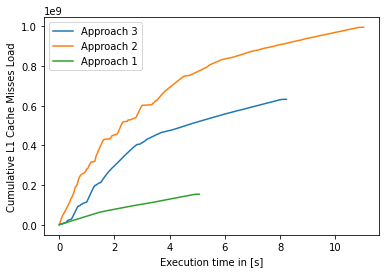 1e9
Approach 3
Approach 2
Approach 1
Cumulative L1 Cache Misses Load
1.0
0.8
0.6
0.4
0.2
0.0
0 2 4 6 8 10
Execution time in [s]